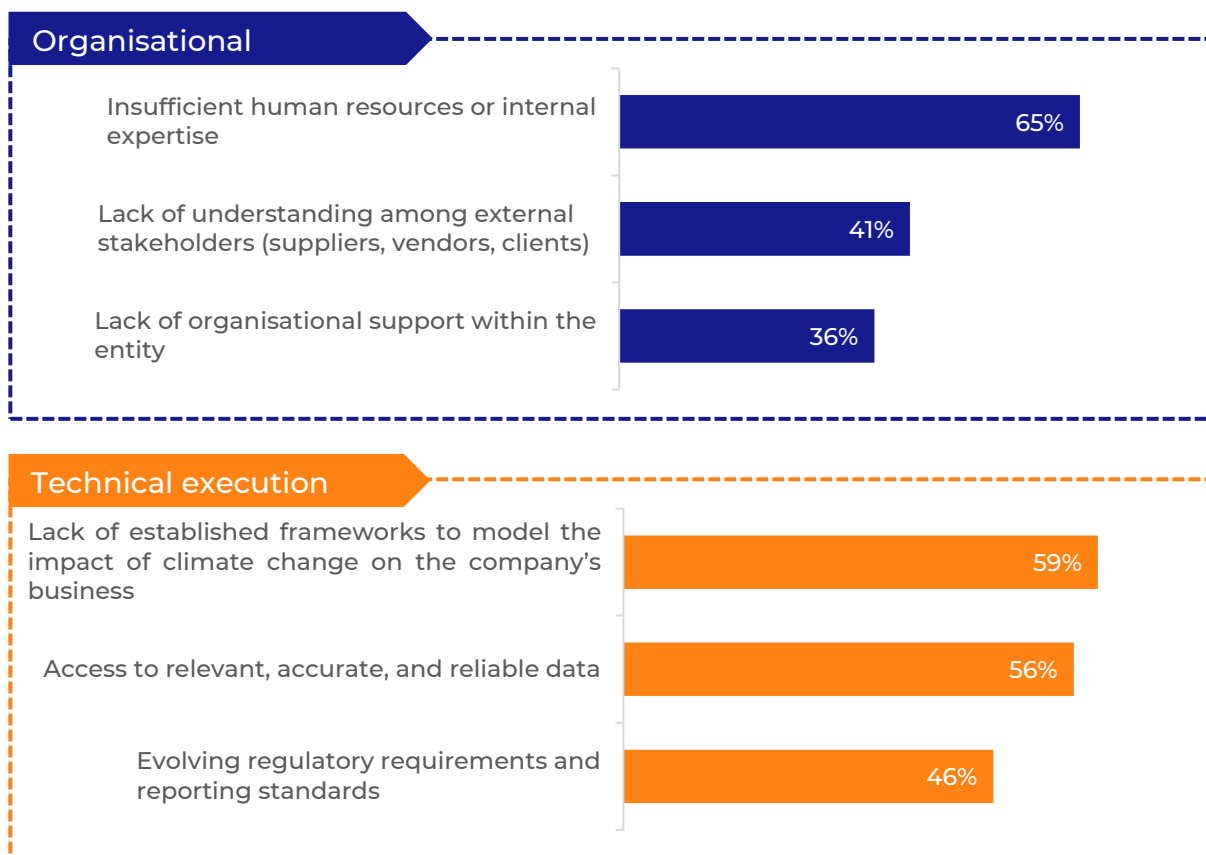 Organisational
Insufficient human resources or internal
expertise
65%
Lack of understanding among external
stakeholders (suppliers, vendors, clients)
41%
Lack of organisational support within the
entity
36%
Technical execution
Lack of established frameworks to model the
impact of climate change on the company’s
business
59%
Access to relevant, accurate, and reliable data
56%
Evolving regulatory requirements and
reporting standards
46%